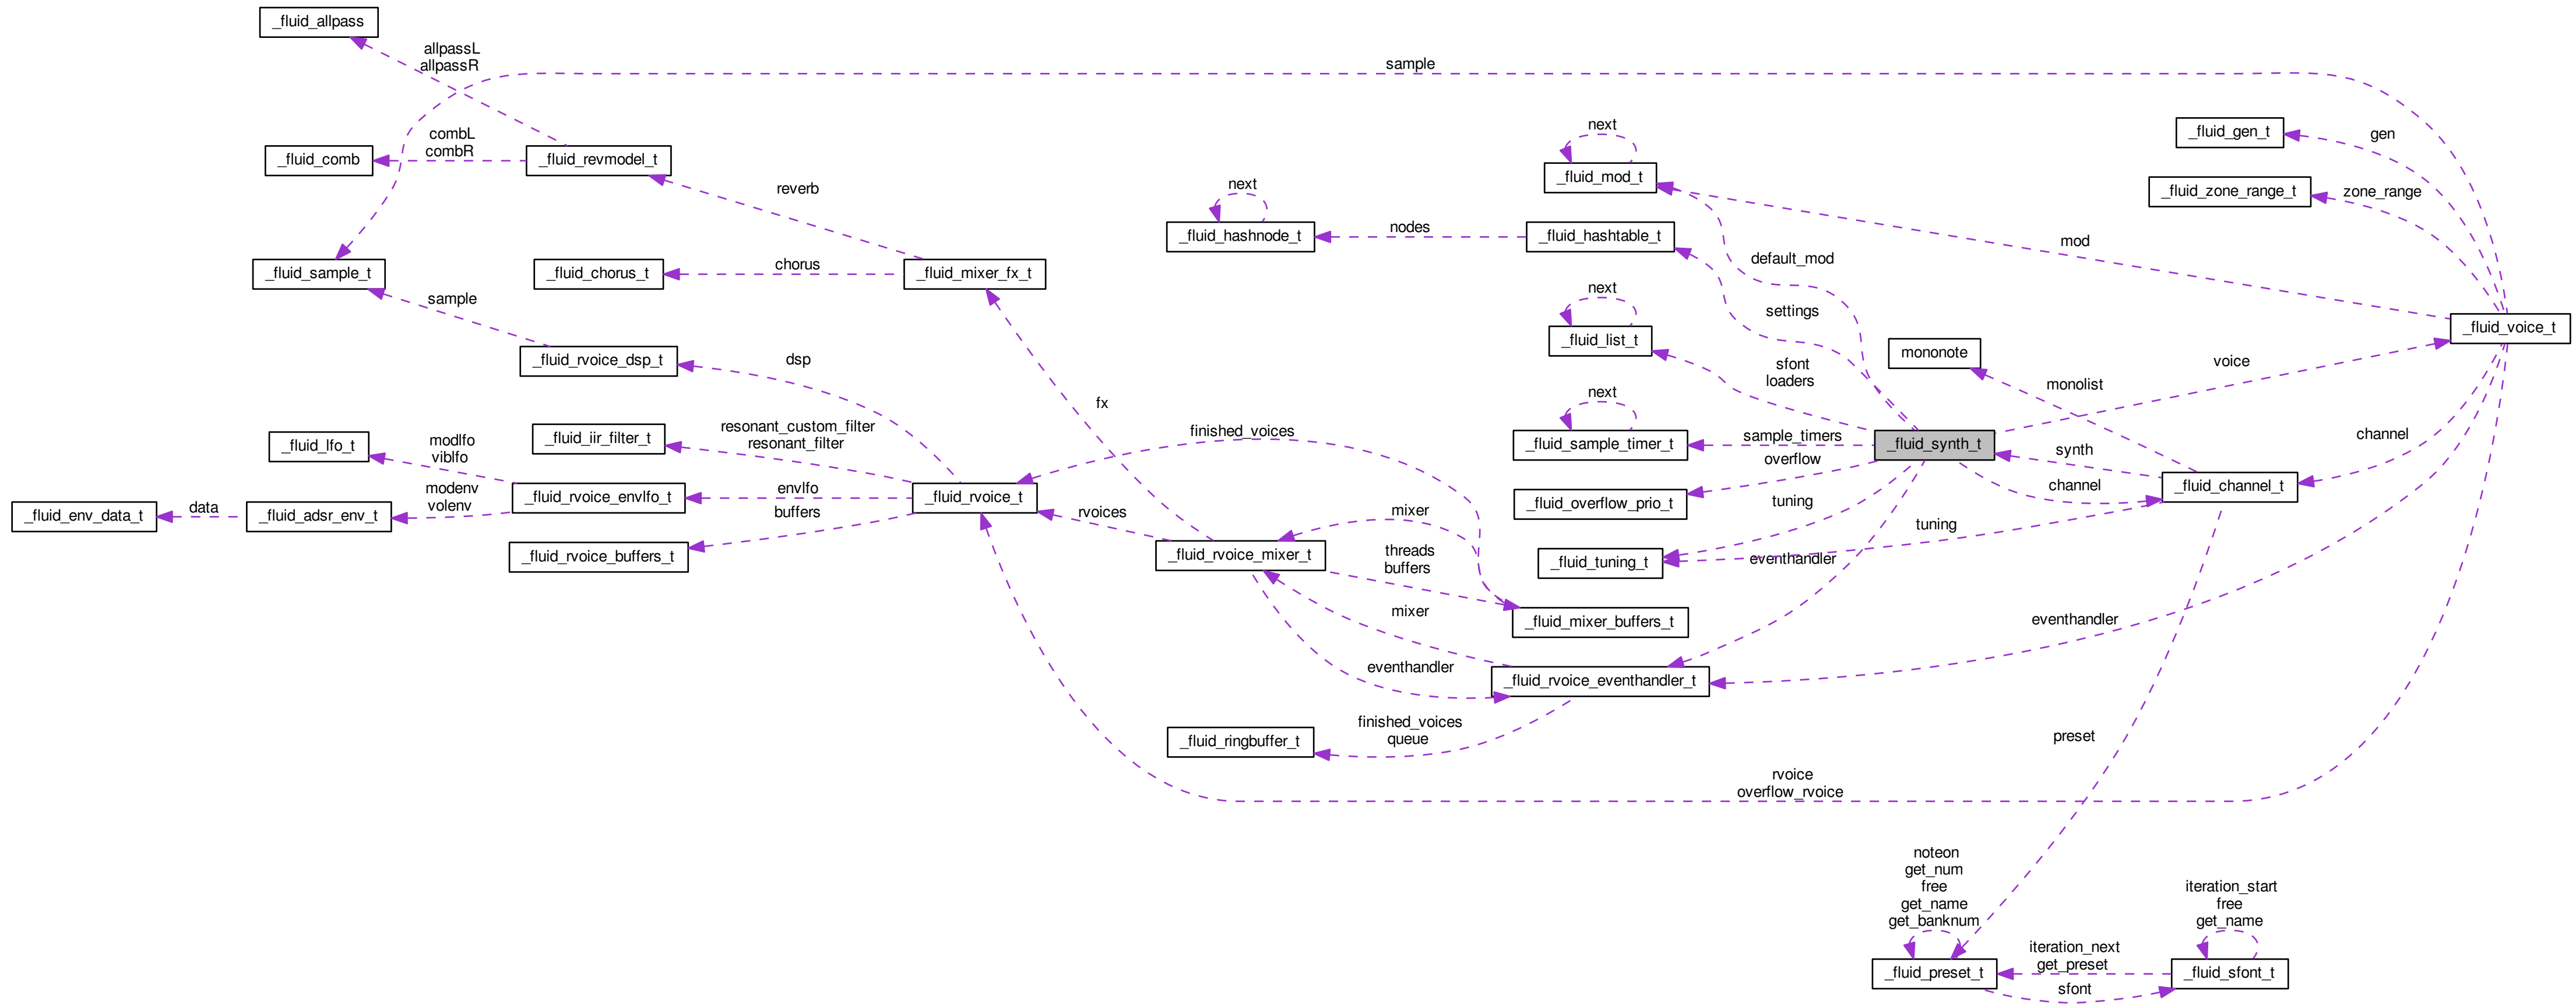 _fluid_allpass
allpassL
allpassR
sample
next
_fluid_gen_t
gen
_fluid_comb
combL
combR
_fluid_revmodel_t
_fluid_mod_t
_fluid_zone_range_t
zone_range
reverb
next
_fluid_hashnode_t
nodes
_fluid_hashtable_t
mod
default_mod
_fluid_sample_t
_fluid_chorus_t
chorus
_fluid_mixer_fx_t
sample
next
settings
_fluid_voice_t
_fluid_list_t
mononote
_fluid_rvoice_dsp_t
dsp
sfont
loaders
voice
monolist
fx
next
_fluid_lfo_t
modlfo
viblfo
_fluid_iir_filter_t
resonant_custom_filter
resonant_filter
finished_voices
_fluid_sample_timer_t
sample_timers
_fluid_synth_t
synth
channel
overflow
_fluid_env_data_t
data
_fluid_adsr_env_t
modenv
volenv
_fluid_rvoice_envlfo_t
envlfo
_fluid_rvoice_t
buffers
rvoices
mixer
_fluid_overflow_prio_t
tuning
channel
_fluid_channel_t
tuning
_fluid_rvoice_buffers_t
_fluid_rvoice_mixer_t
threads
buffers
_fluid_tuning_t
eventhandler
mixer
_fluid_mixer_buffers_t
eventhandler
eventhandler
_fluid_rvoice_eventhandler_t
_fluid_ringbuffer_t
finished_voices
queue
preset
rvoice
overflow_rvoice
noteon
get_num
free
get_name
get_banknum
iteration_start
free
get_name
_fluid_preset_t
iteration_next
get_preset
_fluid_sfont_t
sfont